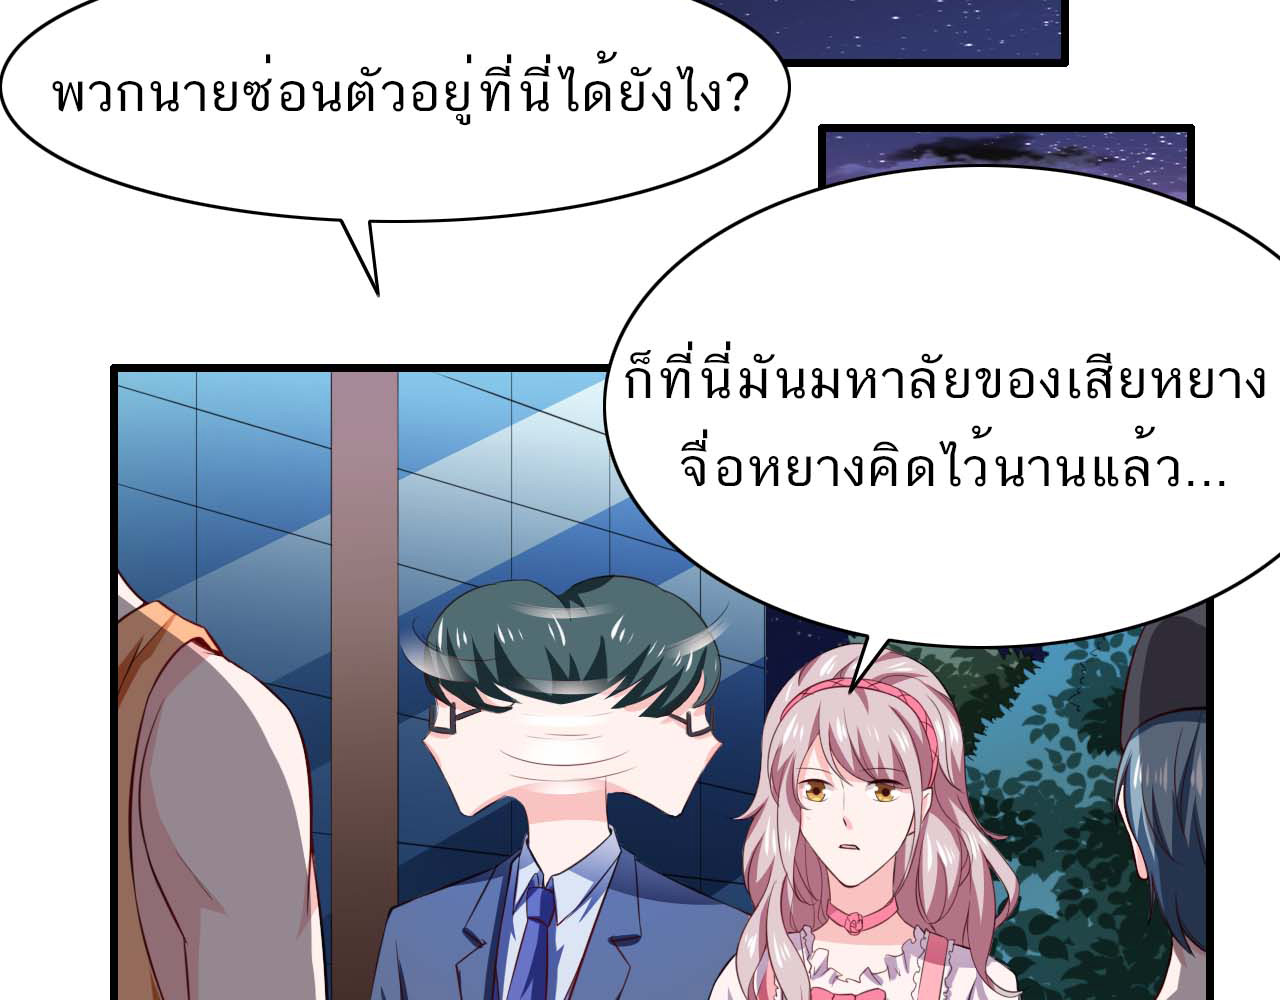 พวกนายซ่อนตัวอยู่ที่นี่ได้ยังไง?
ก็ที่นี่มันมหาลัยของเสียหยาง
จื่อหยางคิดไว้นานแล้ว...